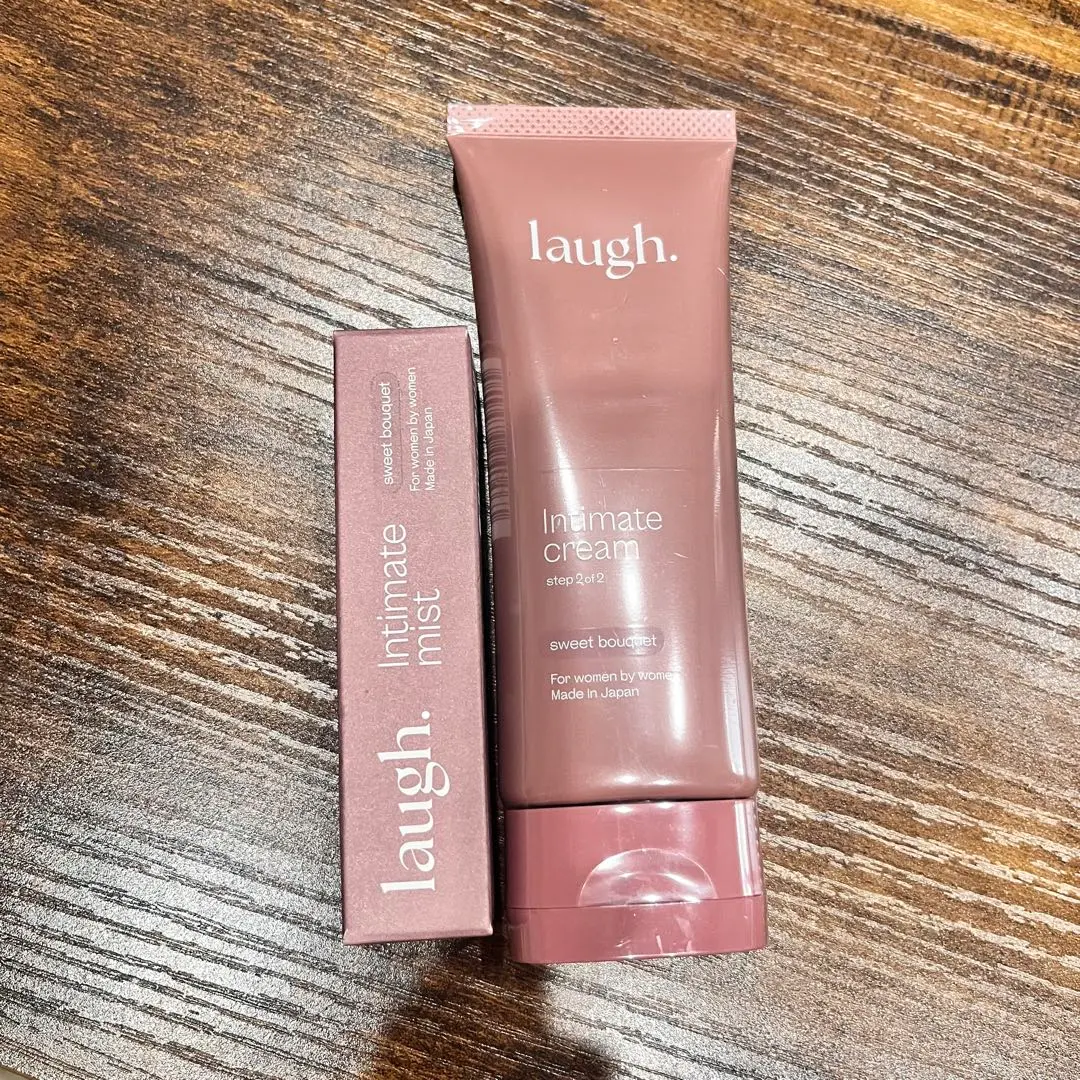 laugh.
Intimate
mist
sweet bouquet
For women by women
Made in Japan
laugh.
Intimate
cream
step 2 of 2
sweet bouquet
For women by wome
Made in Japan